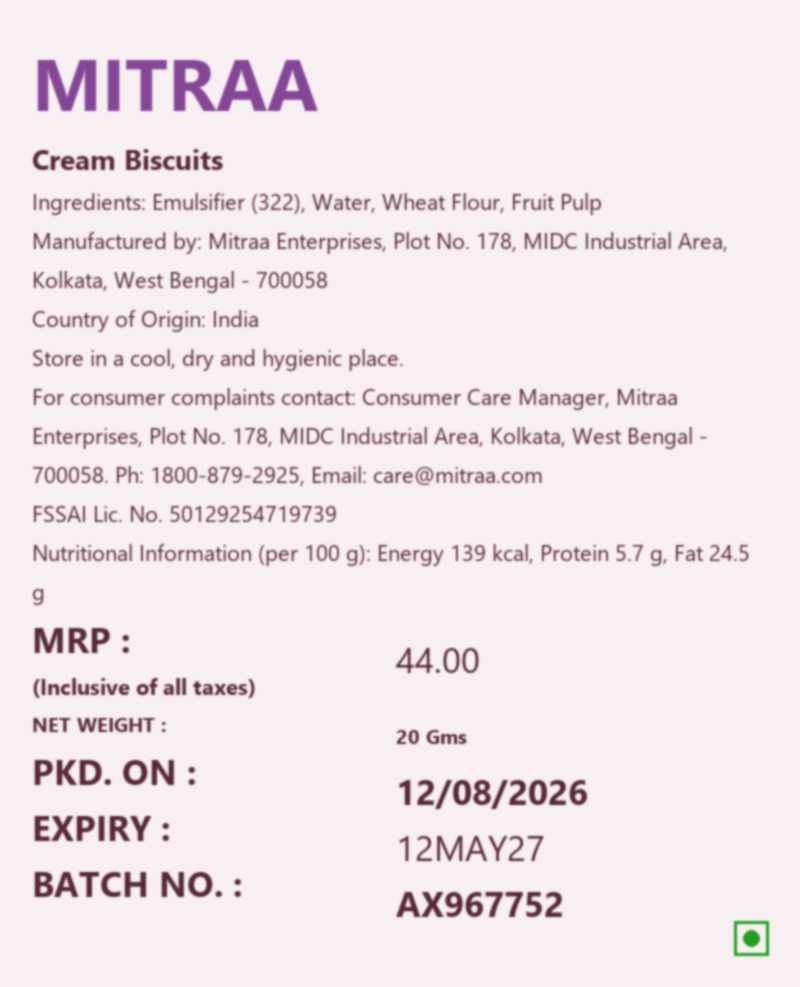 MITRAA
Cream Biscuits
Ingredients: Emulsifier (322), Water, Wheat Flour, Fruit Pulp
Manufactured by: Mitraa Enterprises, Plot No. 178, MIDC Industrial Area,
Kolkata, West Bengal - 700058
Country of Origin: India
Store in a cool, dry and hygienic place.
For consumer complaints contact: Consumer Care Manager, Mitraa
Enterprises, Plot No. 178, MIDC Industrial Area, Kolkata, West Bengal -
700058. Ph: 1800-879-2925, Email: care@mitraa.com
FSSAI Lic. No. 50129254719739
Nutritional Information (per 100 g): Energy 139 kcal, Protein 5.7 g, Fat 24.5
g
MRP : 44.00
(Inclusive of all taxes)
NET WEIGHT : 20 Gms
PKD. ON : 12/08/2026
EXPIRY : 12MAY27
BATCH NO. : AX967752